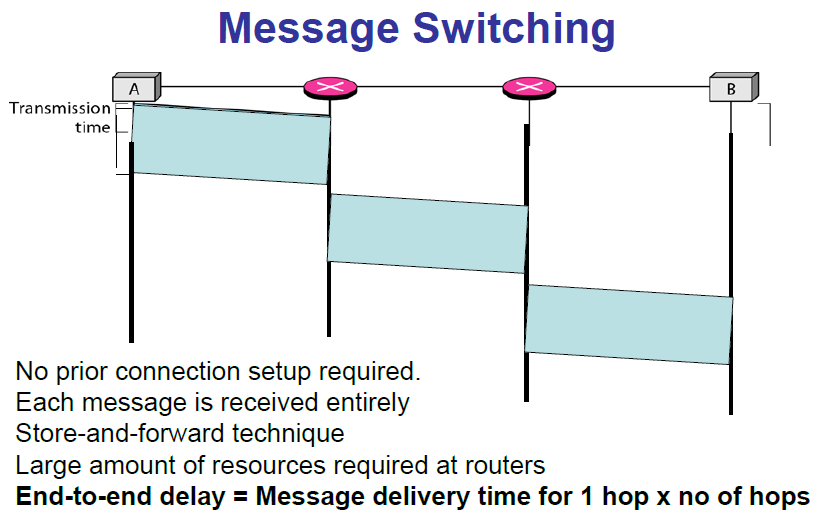 Message Switching
A
B
Transmission
time
No prior connection setup required.
Each message is received entirely
Store-and-forward technique
Large amount of resources required at routers
End-to-end delay = Message delivery time for 1 hop x no of hops